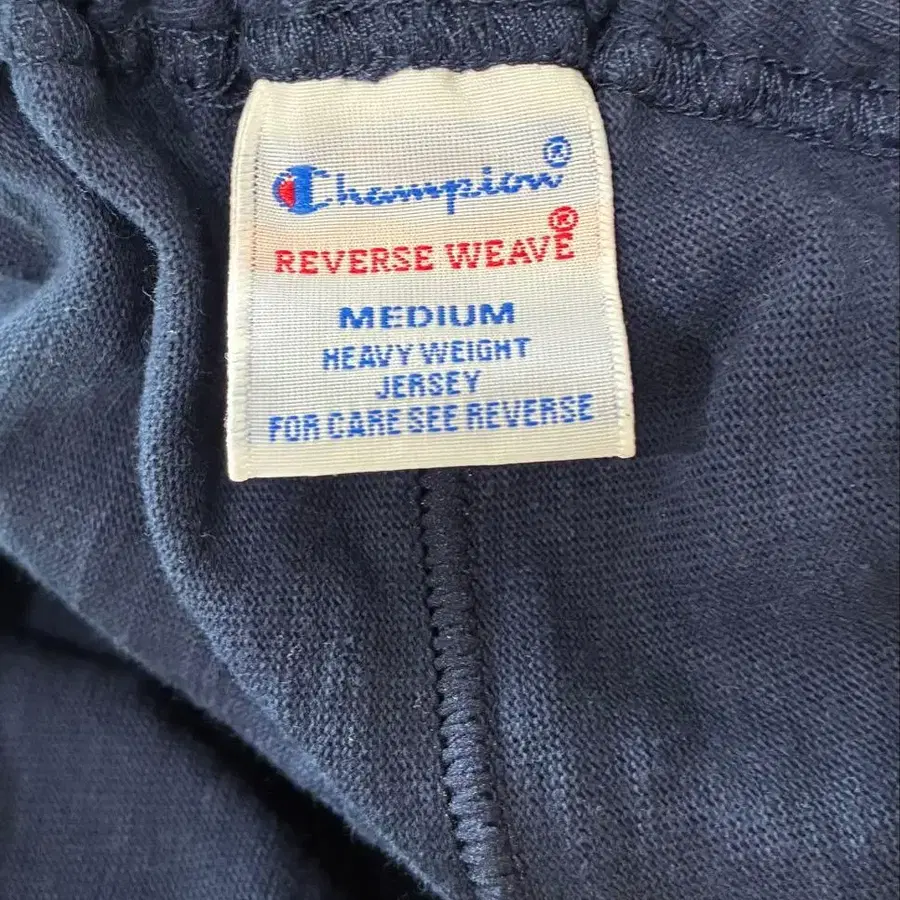 Champion®
REVERSE WEAVE®
MEDIUM
HEAVY WEIGHT
JERSEY
FOR CARE SEE REVERSE